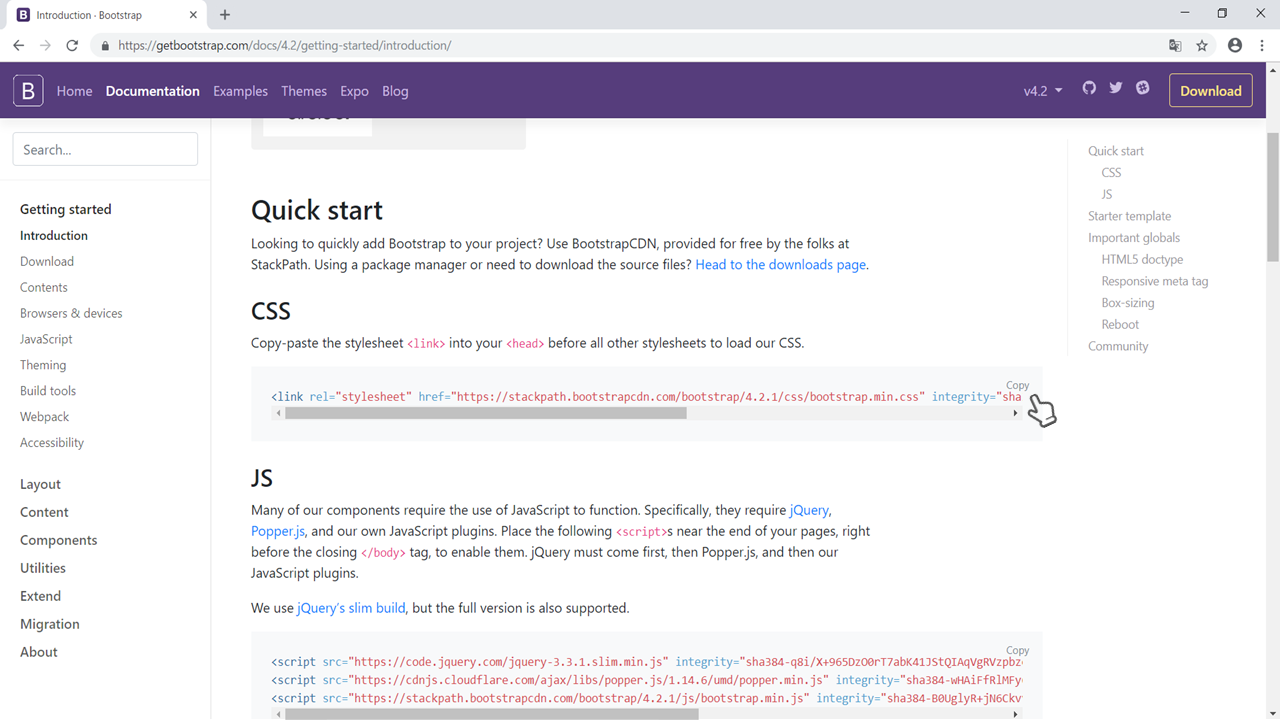 Introduction · Bootstrap
https://getbootstrap.com/docs/4.2/getting-started/introduction/
B
Home
Documentation
Examples
Themes
Expo
Blog
v4.2
Download
Search...
Getting started
Introduction
Download
Contents
Browsers & devices
JavaScript
Theming
Build tools
Webpack
Accessibility
Layout
Content
Components
Utilities
Extend
Migration
About
Quick start
Looking to quickly add Bootstrap to your project? Use BootstrapCDN, provided for free by the folks at
StackPath. Using a package manager or need to download the source files? Head to the downloads page.
CSS
Copy-paste the stylesheet <link> into your <head> before all other stylesheets to load our CSS.
Copy
<link rel="stylesheet" href="https://stackpath.bootstrapcdn.com/bootstrap/4.2.1/css/bootstrap.min.css" integrity="sha
JS
Many of our components require the use of JavaScript to function. Specifically, they require jQuery,
Popper.js, and our own JavaScript plugins. Place the following <script>s near the end of your pages, right
before the closing </body> tag, to enable them. jQuery must come first, then Popper.js, and then our
JavaScript plugins.
We use jQuery's slim build, but the full version is also supported.
Copy
<script src="https://code.jquery.com/jquery-3.3.1.slim.min.js" integrity="sha384-q8i/X+965DzO0rT7abK41JStQIAqVgRVzpbz
<script src="https://cdnjs.cloudflare.com/ajax/libs/popper.js/1.14.6/umd/popper.min.js" integrity="sha384-wHAiFfRlMFy
<script src="https://stackpath.bootstrapcdn.com/bootstrap/4.2.1/js/bootstrap.min.js" integrity="sha384-B0UglyR+jN6Ckv
Quick start
CSS
JS
Starter template
Important globals
HTML5 doctype
Responsive meta tag
Box-sizing
Reboot
Community